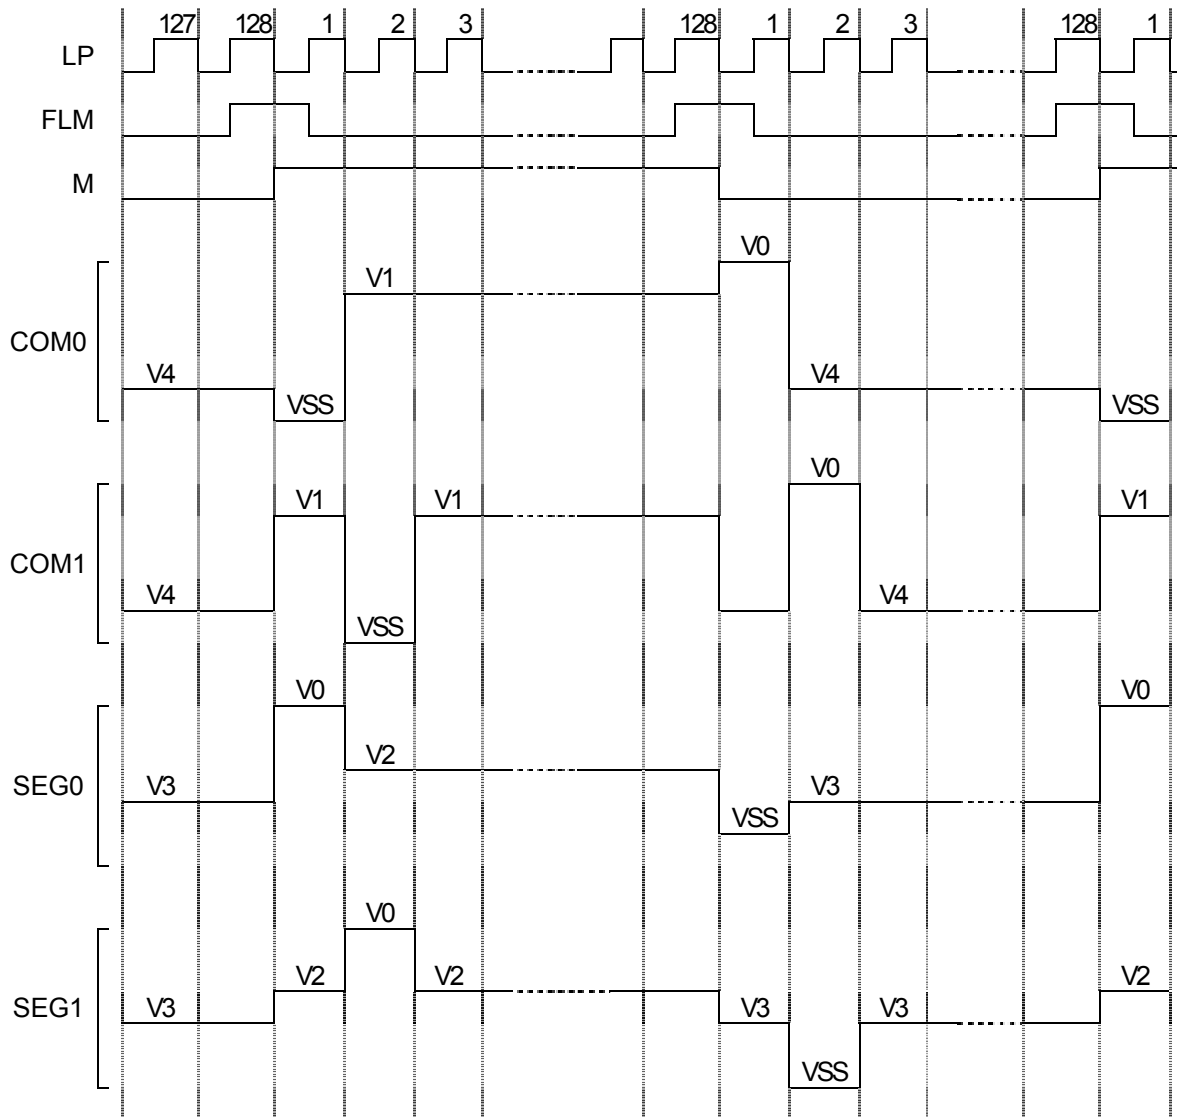 127 128 1 2 3 128 1 2 3 128 1
LP
FLM
M
V0
V1
COM0
V4 V4
VSS VSS
V0
V1 V1 V1
COM1
V4 V4
VSS
V0 V0
V2
SEG0 V3 V3
VSS
V0
V2 V2 V2
SEG1 V3 V3 V3
VSS